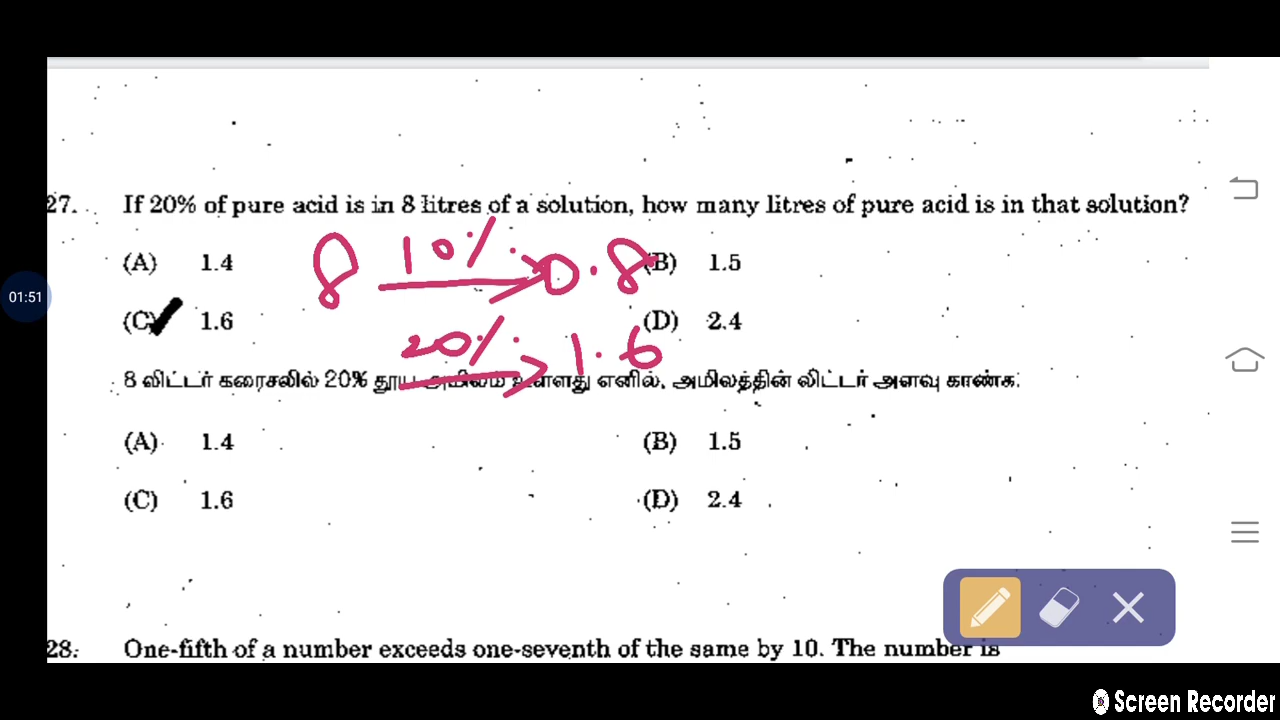 27. If 20% of pure acid is in 8 litres of a solution, how many litres of pure acid is in that solution?
(A) 1.4 (B) 1.5
8 10% 0.8
01:51
(C) 1.6 (D) 2.4
20% 1.6
8 லிட்டர் கரைசலில் 20% தூய அமிலம் உள்ளது எனில், அமிலத்தின் லிட்டர் அளவு காண்க:
(A) 1.4 (B) 1.5
(C) 1.6 (D) 2.4
28. One-fifth of a number exceeds one-seventh of the same by 10. The number is
Screen Recorder